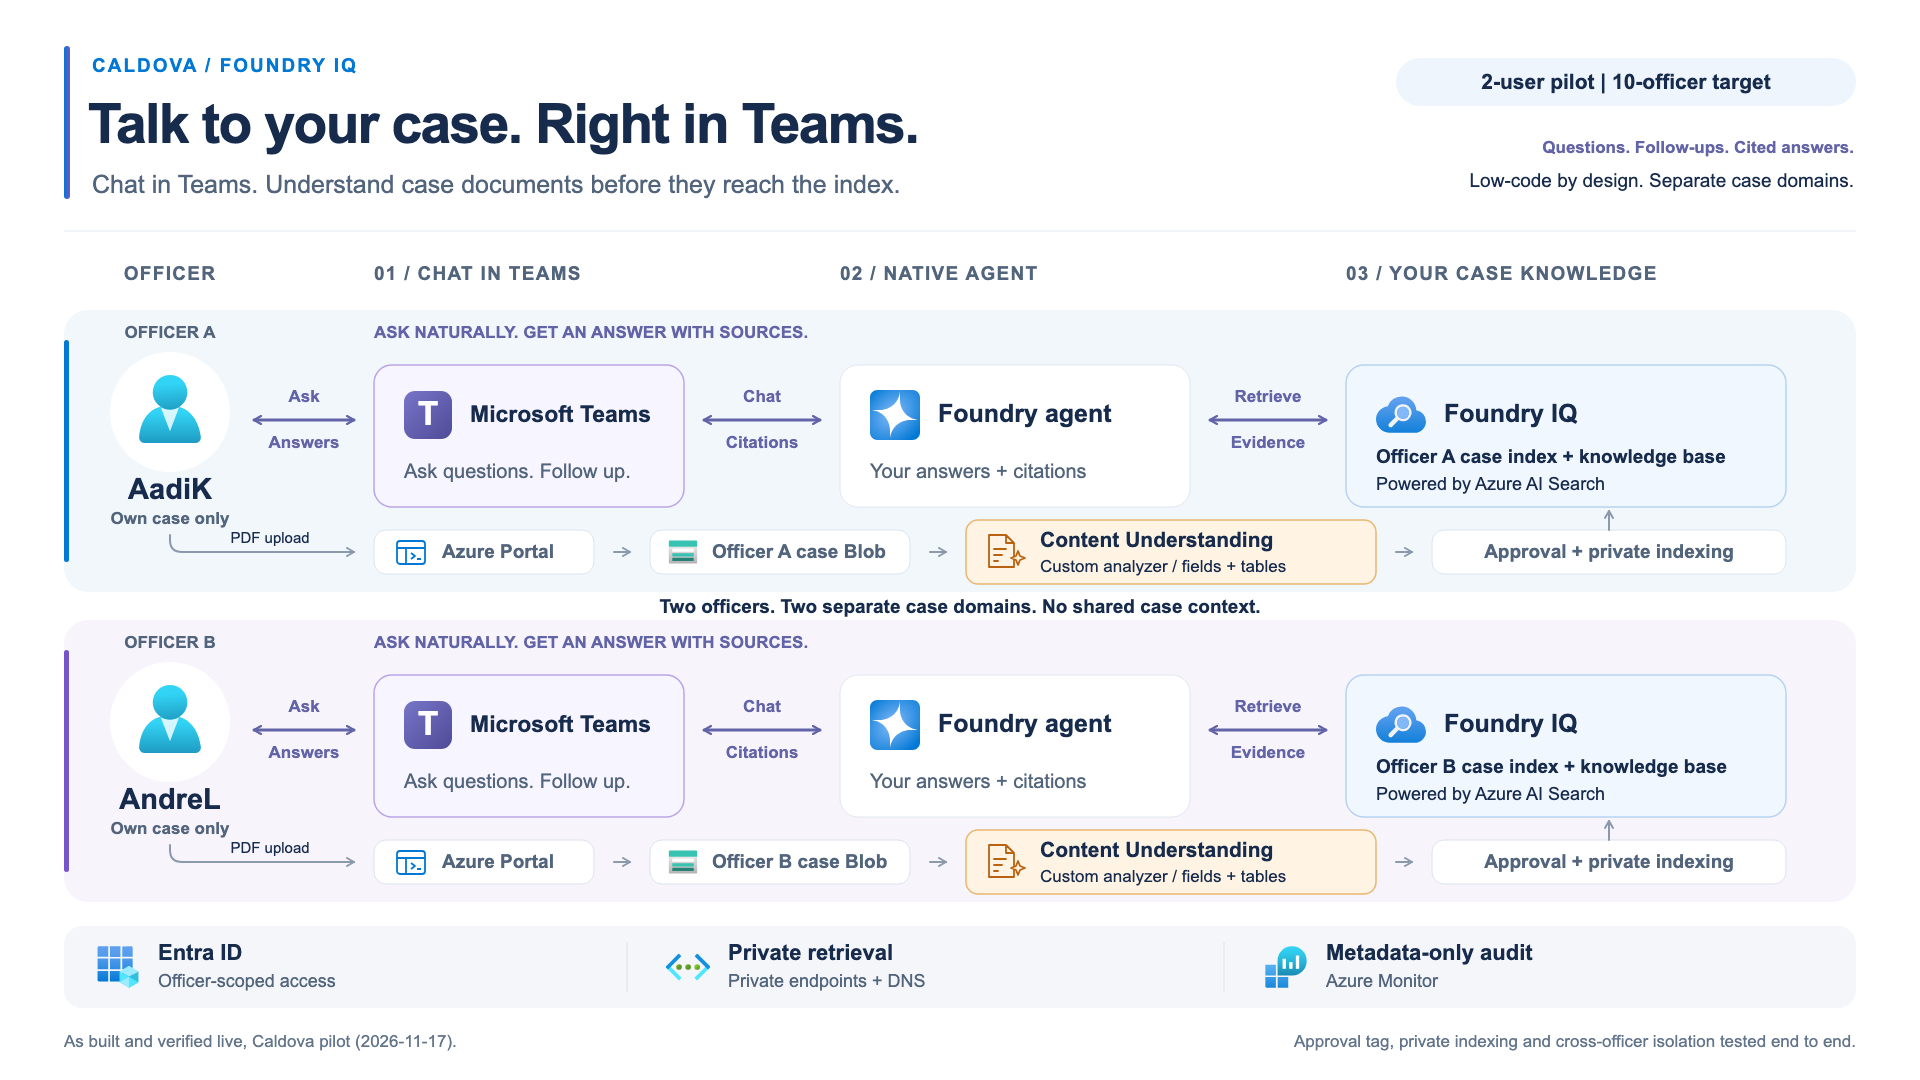 CALDOVA / FOUNDRY IQ
Talk to your case. Right in Teams.
Chat in Teams. Understand case documents before they reach the index.
2-user pilot | 10-officer target
Questions. Follow-ups. Cited answers.
Low-code by design. Separate case domains.
OFFICER
01 / CHAT IN TEAMS
02 / NATIVE AGENT
03 / YOUR CASE KNOWLEDGE
OFFICER A
ASK NATURALLY. GET AN ANSWER WITH SOURCES.
AadiK
Own case only
Ask
Answers
T
Microsoft Teams
Ask questions. Follow up.
Chat
Citations
Foundry agent
Your answers + citations
Retrieve
Evidence
Foundry IQ
Officer A case index + knowledge base
Powered by Azure AI Search
PDF upload
Azure Portal
Officer A case Blob
Content Understanding
Custom analyzer / fields + tables
Approval + private indexing
Two officers. Two separate case domains. No shared case context.
OFFICER B
ASK NATURALLY. GET AN ANSWER WITH SOURCES.
AndreL
Own case only
Ask
Answers
T
Microsoft Teams
Ask questions. Follow up.
Chat
Citations
Foundry agent
Your answers + citations
Retrieve
Evidence
Foundry IQ
Officer B case index + knowledge base
Powered by Azure AI Search
PDF upload
Azure Portal
Officer B case Blob
Content Understanding
Custom analyzer / fields + tables
Approval + private indexing
Entra ID
Officer-scoped access
Private retrieval
Private endpoints + DNS
Metadata-only audit
Azure Monitor
As built and verified live, Caldova pilot (2026-11-17).
Approval tag, private indexing and cross-officer isolation tested end to end.